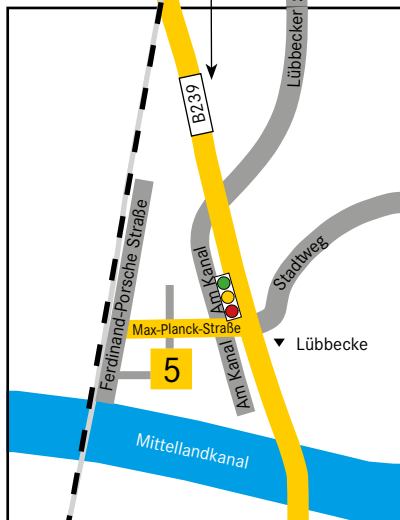 Lübbecker
B239
Ferdinand-Porsche Straße
Am Kanal
Stadtweg
Max-Planck-Straße
Lübbecke
5
Am Kanal
Mittellandkanal